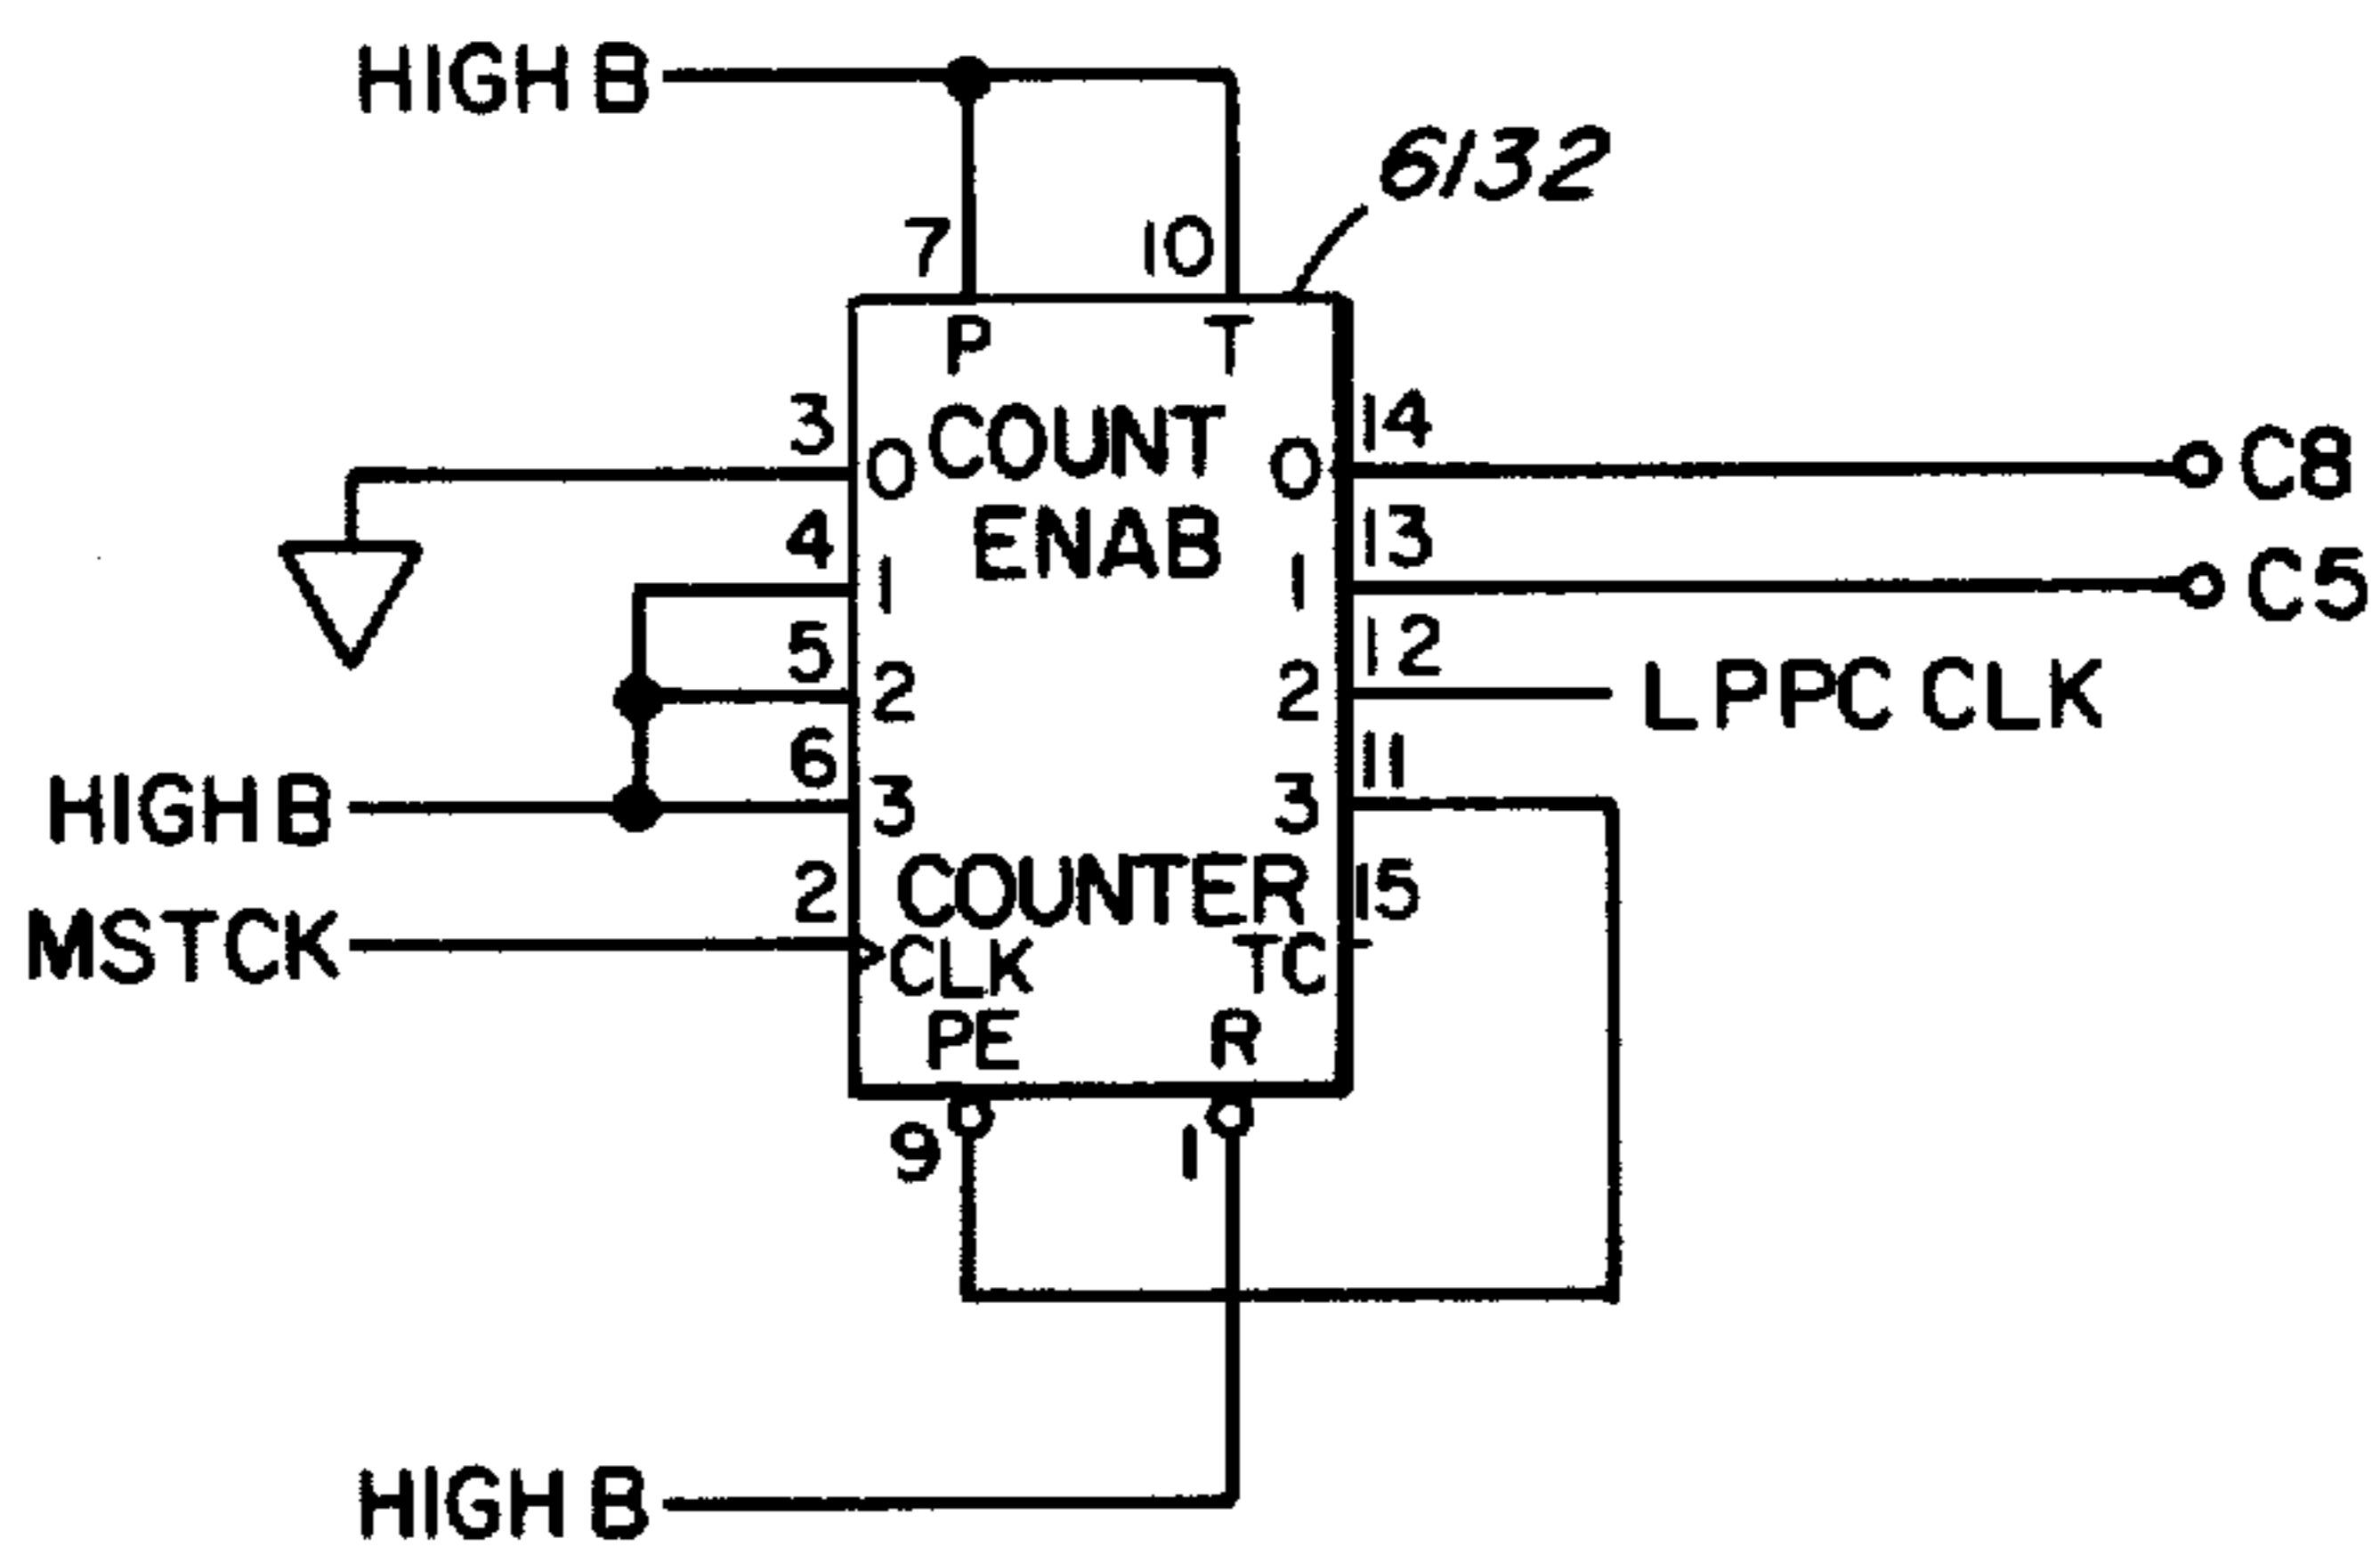 HIGH B
6132
7 10
P T
3 COUNT 14
0 0 C8
4 ENAB 13
1 1 C5
5 12
2 2 LPPC CLK
6 11
HIGH B 3 3
2 COUNTER 15
MSTCK CLK TC
PE R
9 1
HIGH B